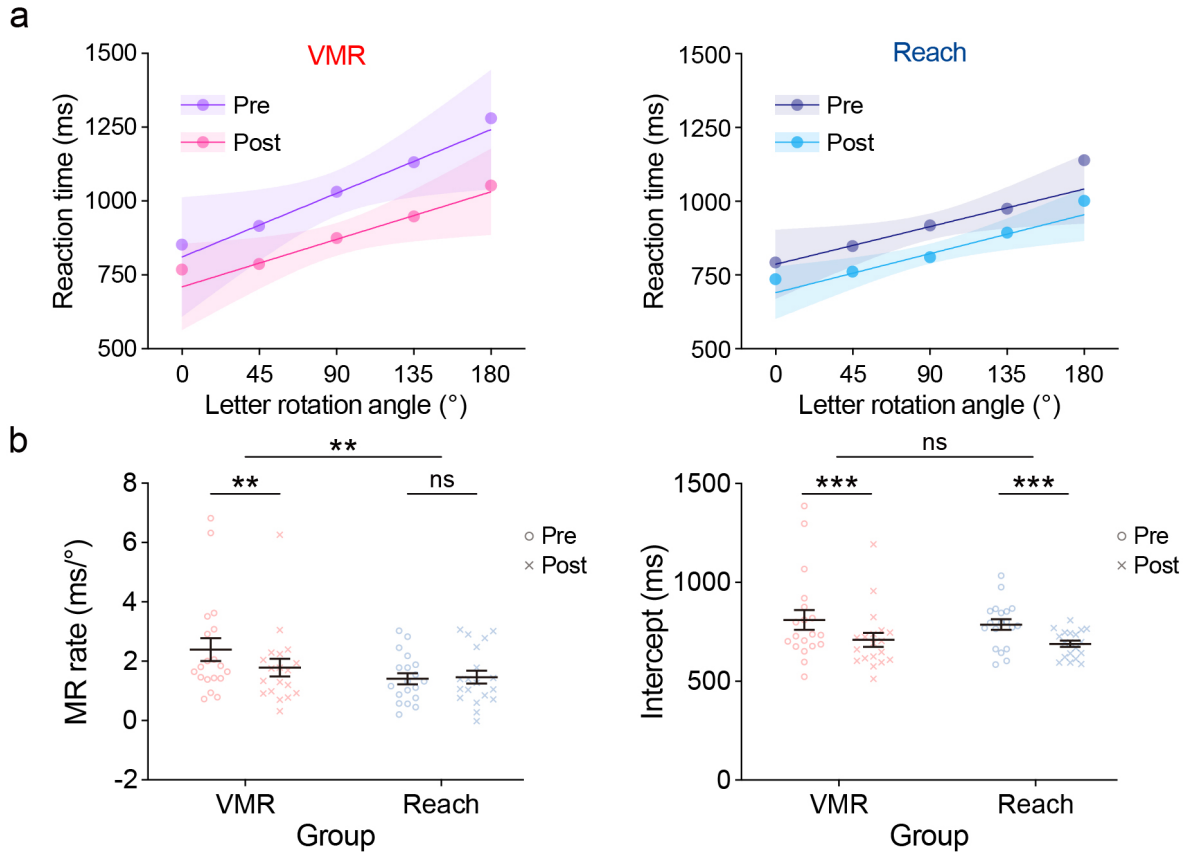 a
VMR
Reaction time (ms)
1500
1250
1000
750
500
Pre
Post
0 45 90 135 180
Letter rotation angle (°)
Reach
Reaction time (ms)
1500
1250
1000
750
500
Pre
Post
0 45 90 135 180
Letter rotation angle (°)
b
MR rate (ms/°)
8
6
4
2
0
-2
**
**
ns
Pre
× Post
VMR Reach
Group
Intercept (ms)
1500
1000
500
0
ns
***
***
Pre
× Post
VMR Reach
Group